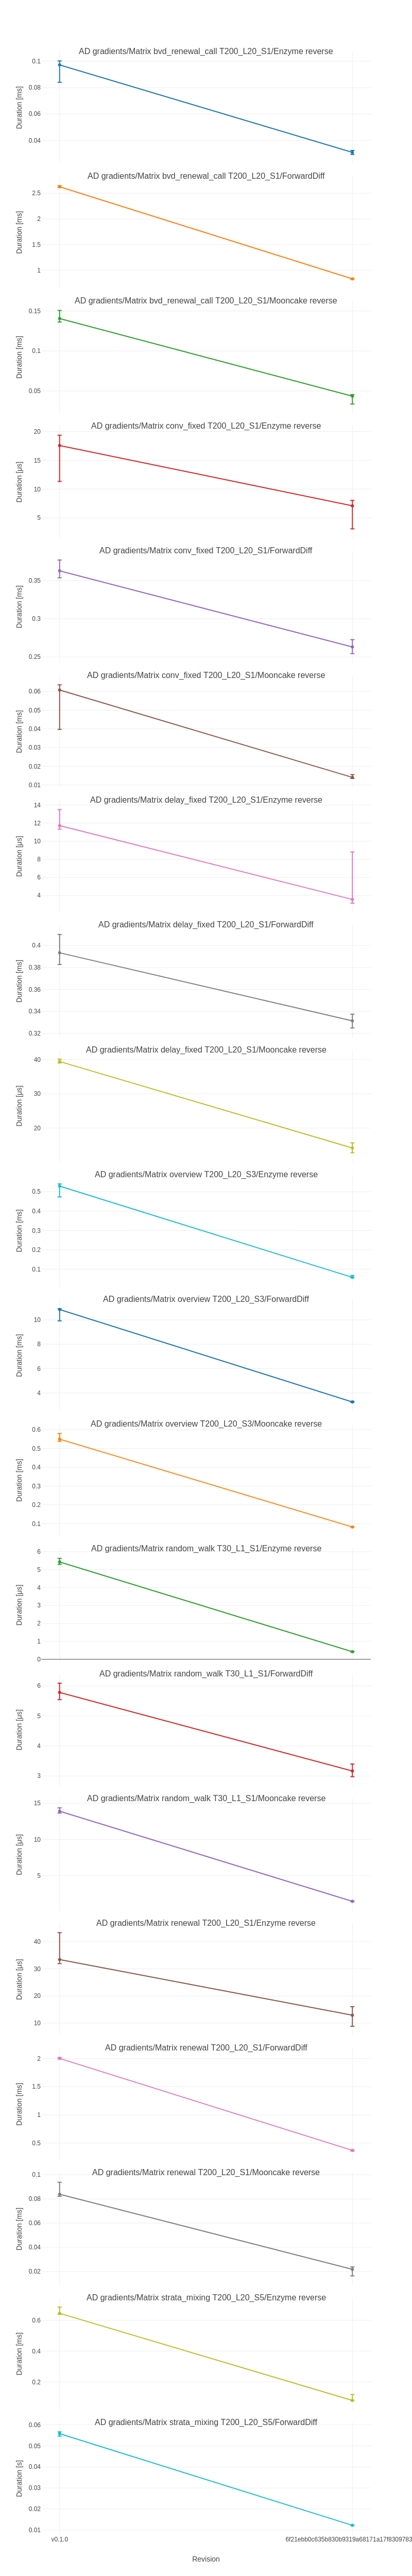 AD gradients/Matrix bvd_renewal_call T200_L20_S1/Enzyme reverse
0.1
0.08
0.06
0.04
Duration [ms]
AD gradients/Matrix bvd_renewal_call T200_L20_S1/ForwardDiff
2.5
2
1.5
1
Duration [ms]
AD gradients/Matrix bvd_renewal_call T200_L20_S1/Mooncake reverse
0.15
0.1
0.05
Duration [ms]
AD gradients/Matrix conv_fixed T200_L20_S1/Enzyme reverse
20
15
10
5
Duration [μs]
AD gradients/Matrix conv_fixed T200_L20_S1/ForwardDiff
0.35
0.3
0.25
Duration [ms]
AD gradients/Matrix conv_fixed T200_L20_S1/Mooncake reverse
0.06
0.05
0.04
0.03
0.02
0.01
Duration [ms]
AD gradients/Matrix delay_fixed T200_L20_S1/Enzyme reverse
14
12
10
8
6
4
Duration [μs]
AD gradients/Matrix delay_fixed T200_L20_S1/ForwardDiff
0.4
0.38
0.36
0.34
0.32
Duration [ms]
AD gradients/Matrix delay_fixed T200_L20_S1/Mooncake reverse
40
30
20
Duration [μs]
AD gradients/Matrix overview T200_L20_S3/Enzyme reverse
0.5
0.4
0.3
0.2
0.1
Duration [ms]
AD gradients/Matrix overview T200_L20_S3/ForwardDiff
10
8
6
4
Duration [ms]
AD gradients/Matrix overview T200_L20_S3/Mooncake reverse
0.6
0.5
0.4
0.3
0.2
0.1
Duration [ms]
AD gradients/Matrix random_walk T30_L1_S1/Enzyme reverse
6
5
4
3
2
1
0
Duration [μs]
AD gradients/Matrix random_walk T30_L1_S1/ForwardDiff
6
5
4
3
Duration [μs]
AD gradients/Matrix random_walk T30_L1_S1/Mooncake reverse
15
10
5
Duration [μs]
AD gradients/Matrix renewal T200_L20_S1/Enzyme reverse
40
30
20
10
Duration [μs]
AD gradients/Matrix renewal T200_L20_S1/ForwardDiff
2
1.5
1
0.5
Duration [ms]
AD gradients/Matrix renewal T200_L20_S1/Mooncake reverse
0.1
0.08
0.06
0.04
0.02
Duration [ms]
AD gradients/Matrix strata_mixing T200_L20_S5/Enzyme reverse
0.6
0.4
0.2
Duration [ms]
AD gradients/Matrix strata_mixing T200_L20_S5/ForwardDiff
0.06
0.05
0.04
0.03
0.02
0.01
Duration [s]
v0.1.0
6f21ebb0c635b830b9319a68171a17f8309783
Revision